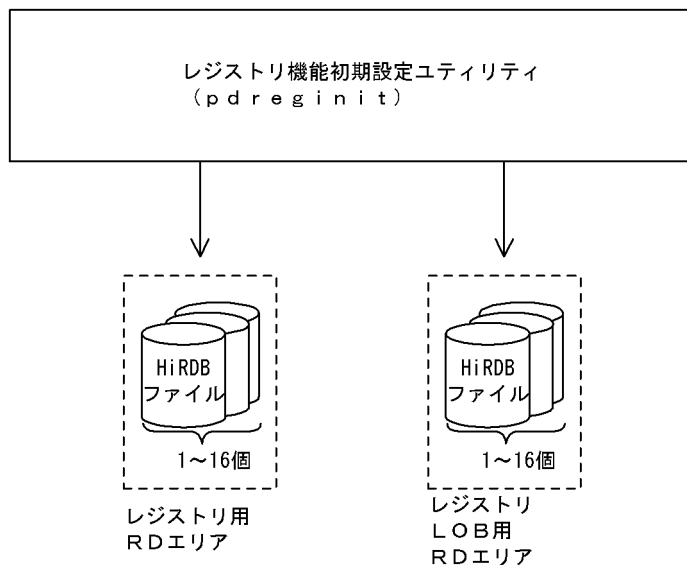 レジストリ機能初期設定ユティリティ
(ｐｄｒｅｇｉｎｉｔ)
HiRDB
ファイル
1～16個
レジストリ用
ＲＤエリア
HiRDB
ファイル
1～16個
レジストリ
ＬＯＢ用
ＲＤエリア